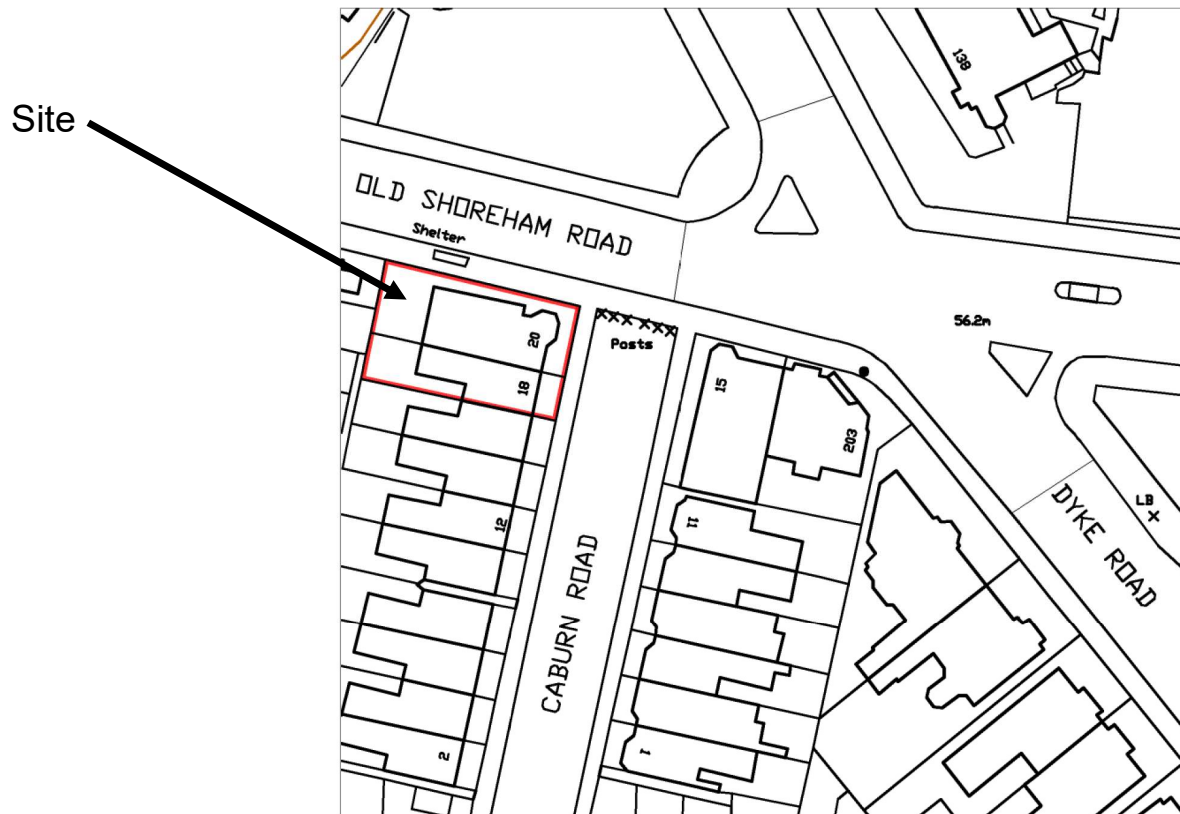 138
Site
OLD SHOREHAM ROAD
Shelter
56.2m
20
Posts
18
15
203
LB
12
11
DYKE ROAD
CABURN ROAD
2
1